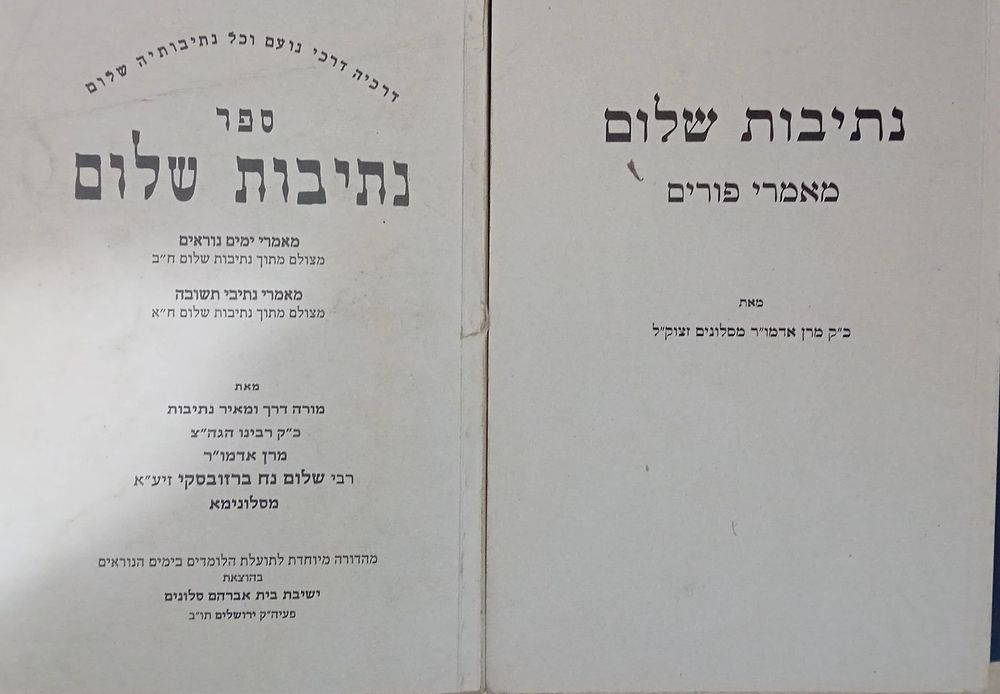 דרכיה דרכי נועם וכל נתיבותיה שלום
ספר
נתיבות שלום
מאמרי ימים נוראים
מצולם מתוך נתיבות שלום ח״ב
מאמרי נתיבי תשובה
מצולם מתוך נתיבות שלום ח״א
מאת
מורה דרך ומאיר נתיבות
כ״ק רבינו הגה״צ
מרן אדמו״ר
רבי שלום נח ברזובסקי זיע״א
מסלונימא
מהדורה מיוחדת לתועלת הלומדים בימים הנוראים
בהוצאת
ישיבת בית אברהם סלונים
פעיה״ק ירושלים תו״ב
נתיבות שלום
מאמרי פורים
מאת
כ״ק מרן אדמו״ר מסלונים זצוק״ל